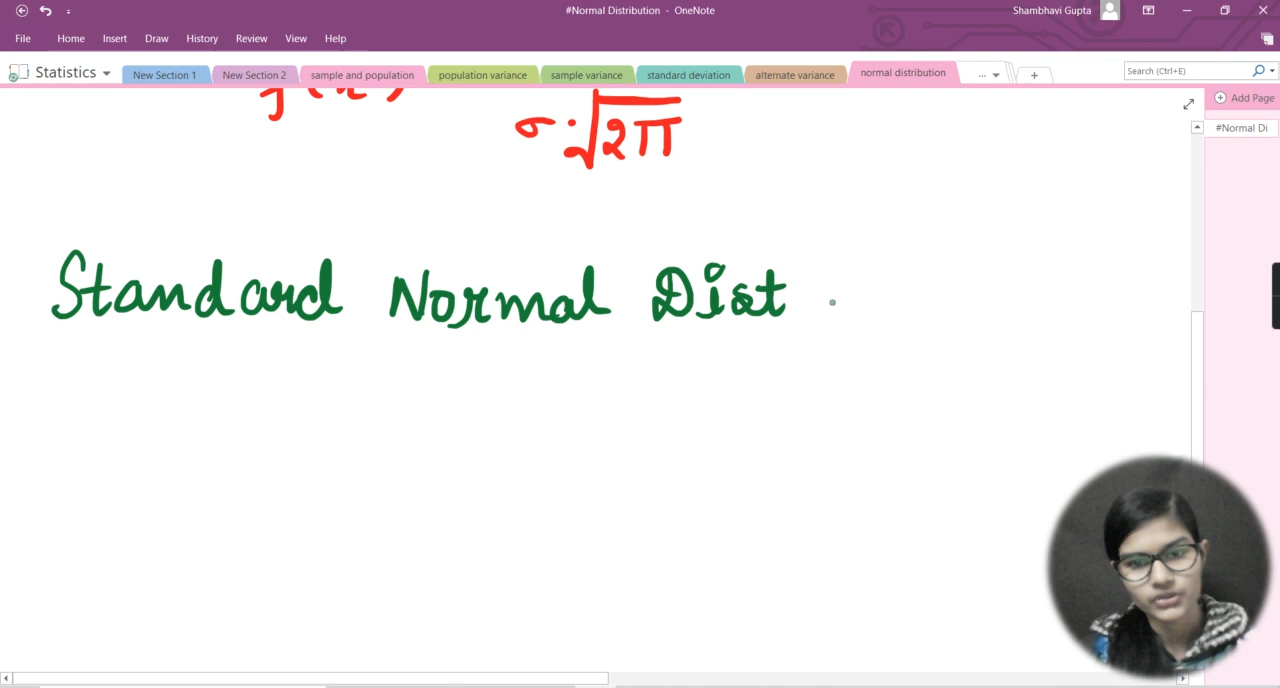 #Normal Distribution - OneNote
Shambhavi Gupta
File Home Insert Draw History Review View Help
Statistics New Section 1 New Section 2 sample and population population variance sample variance standard deviation alternate variance normal distribution ... +
Search (Ctrl+E)
Add Page
#Normal Di
σ·√2π
Standard Normal Dist